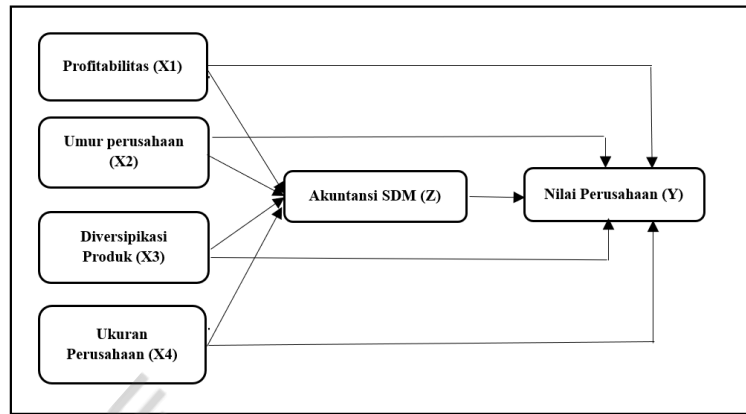 Profitabilitas (X1)
Umur perusahaan
(X2)
Akuntansi SDM (Z)
Nilai Perusahaan (Y)
Diversipikasi
Produk (X3)
Ukuran
Perusahaan (X4)